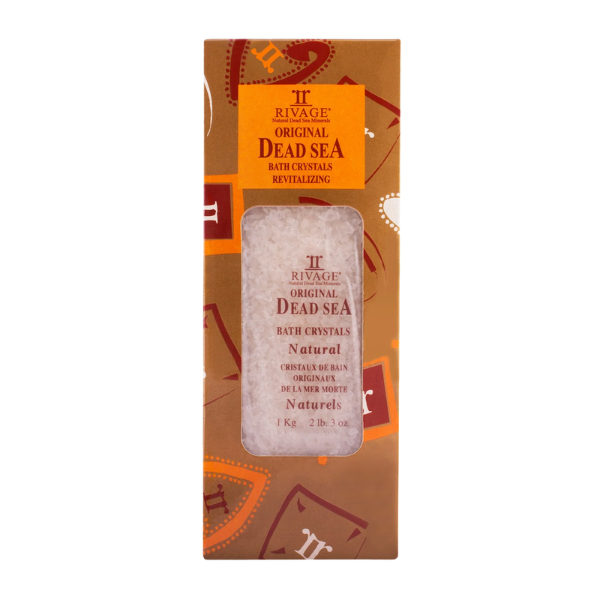 RIVAGE®
Natural Dead Sea Minerals
ORIGINAL
DEAD SEA
BATH CRYSTALS
REVITALIZING
RIVAGE®
Natural Dead Sea Minerals
ORIGINAL
DEAD SEA
BATH CRYSTALS
Natural
CRISTAUX DE BAIN
ORIGINAUX
DE LA MER MORTE
Naturels
1 Kg 2 lb. 3 oz.